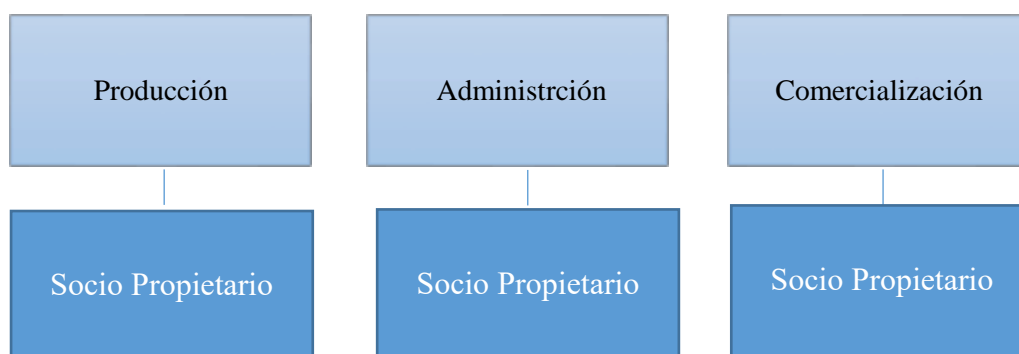 Producción
Administrción
Comercialización
Socio Propietario
Socio Propietario
Socio Propietario